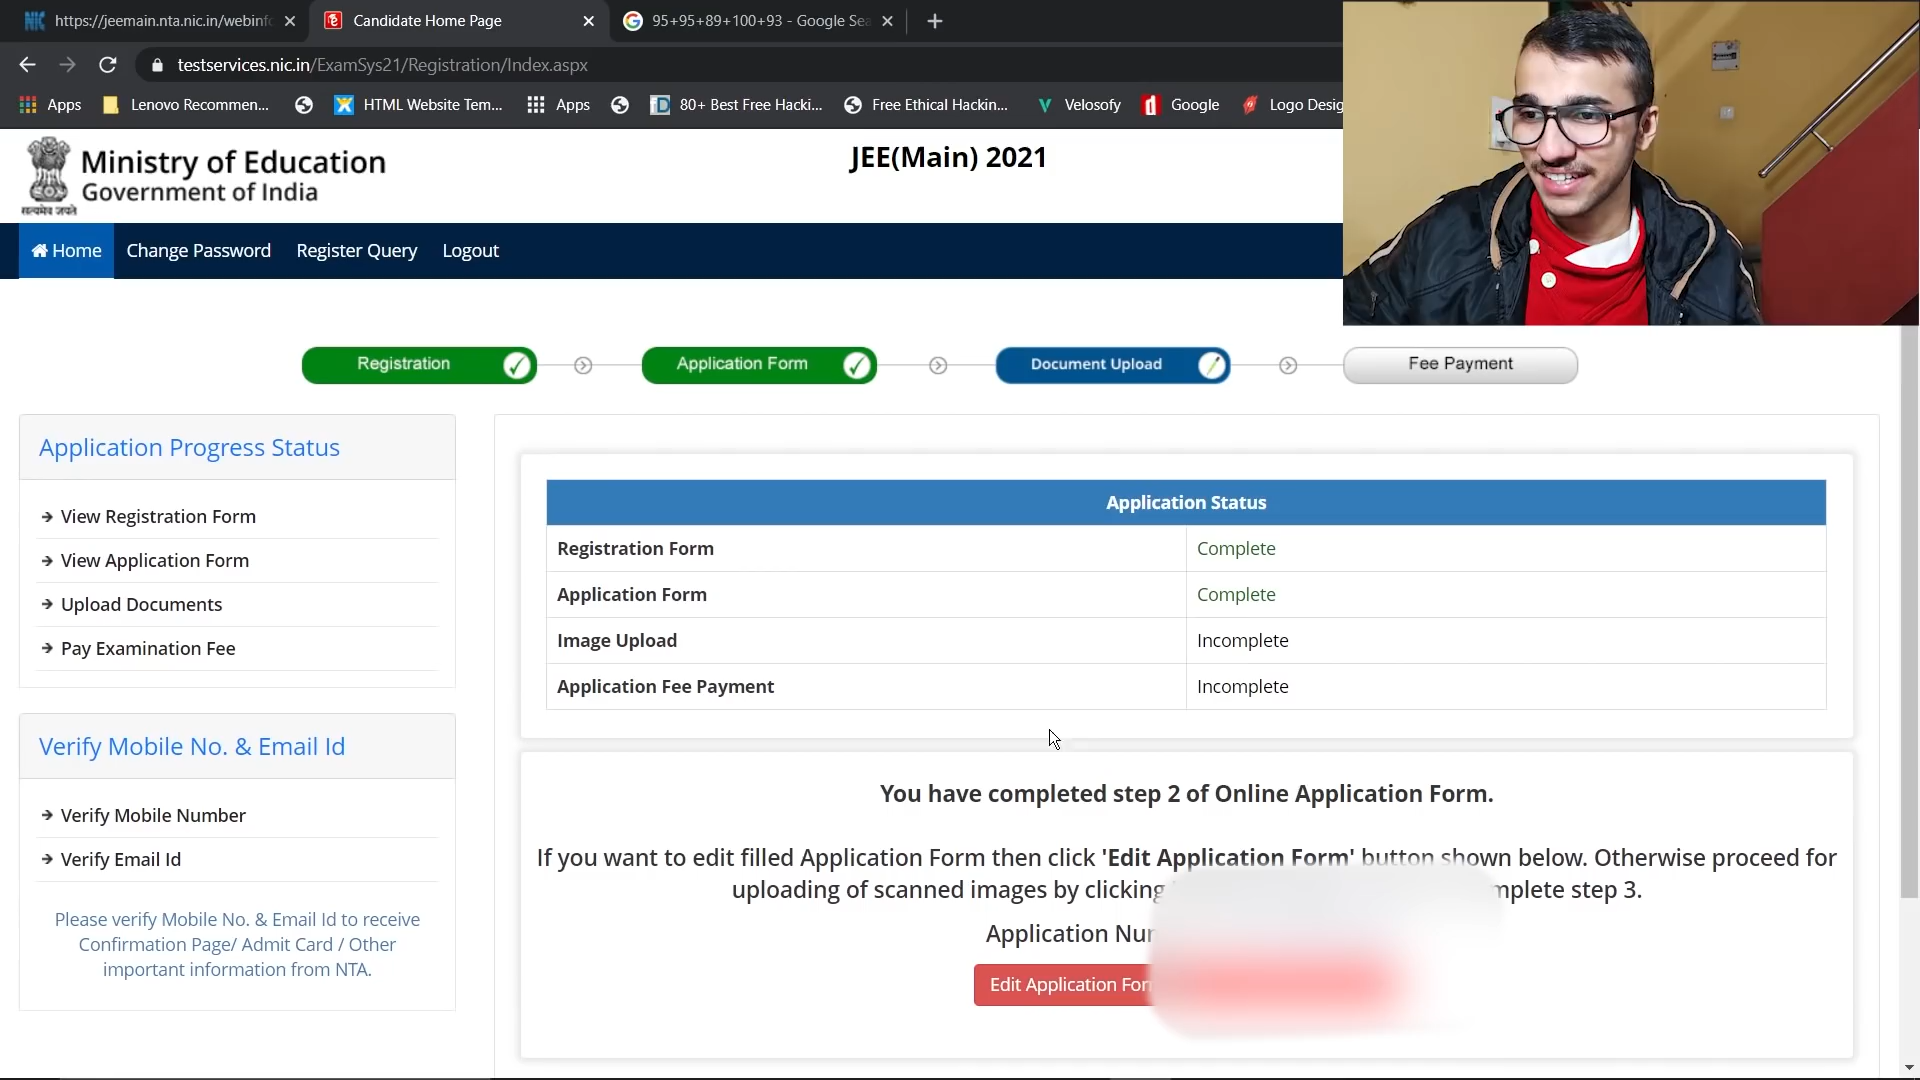 https://jeemain.nta.nic.in/webinfo
Candidate Home Page
95+95+89+100+93 - Google Sea
testservices.nic.in/ExamSys21/Registration/Index.aspx
Apps
Lenovo Recommen...
HTML Website Tem...
Apps
80+ Best Free Hacki...
Free Ethical Hackin...
Velosofy
Google
Logo Desig
Ministry of Education
Government of India
सत्यमेव जयते
JEE(Main) 2021
Home
Change Password
Register Query
Logout
Registration
Application Form
Document Upload
Fee Payment
Application Progress Status
View Registration Form
View Application Form
Upload Documents
Pay Examination Fee
Verify Mobile No. & Email Id
Verify Mobile Number
Verify Email Id
Please verify Mobile No. & Email Id to receive
Confirmation Page/ Admit Card / Other
important information from NTA.
Application Status
Registration Form Complete
Application Form Complete
Image Upload Incomplete
Application Fee Payment Incomplete
You have completed step 2 of Online Application Form.
If you want to edit filled Application Form then click 'Edit Application Form' button shown below. Otherwise proceed for
uploading of scanned images by clicking mplete step 3.
Application Nu
Edit Application For